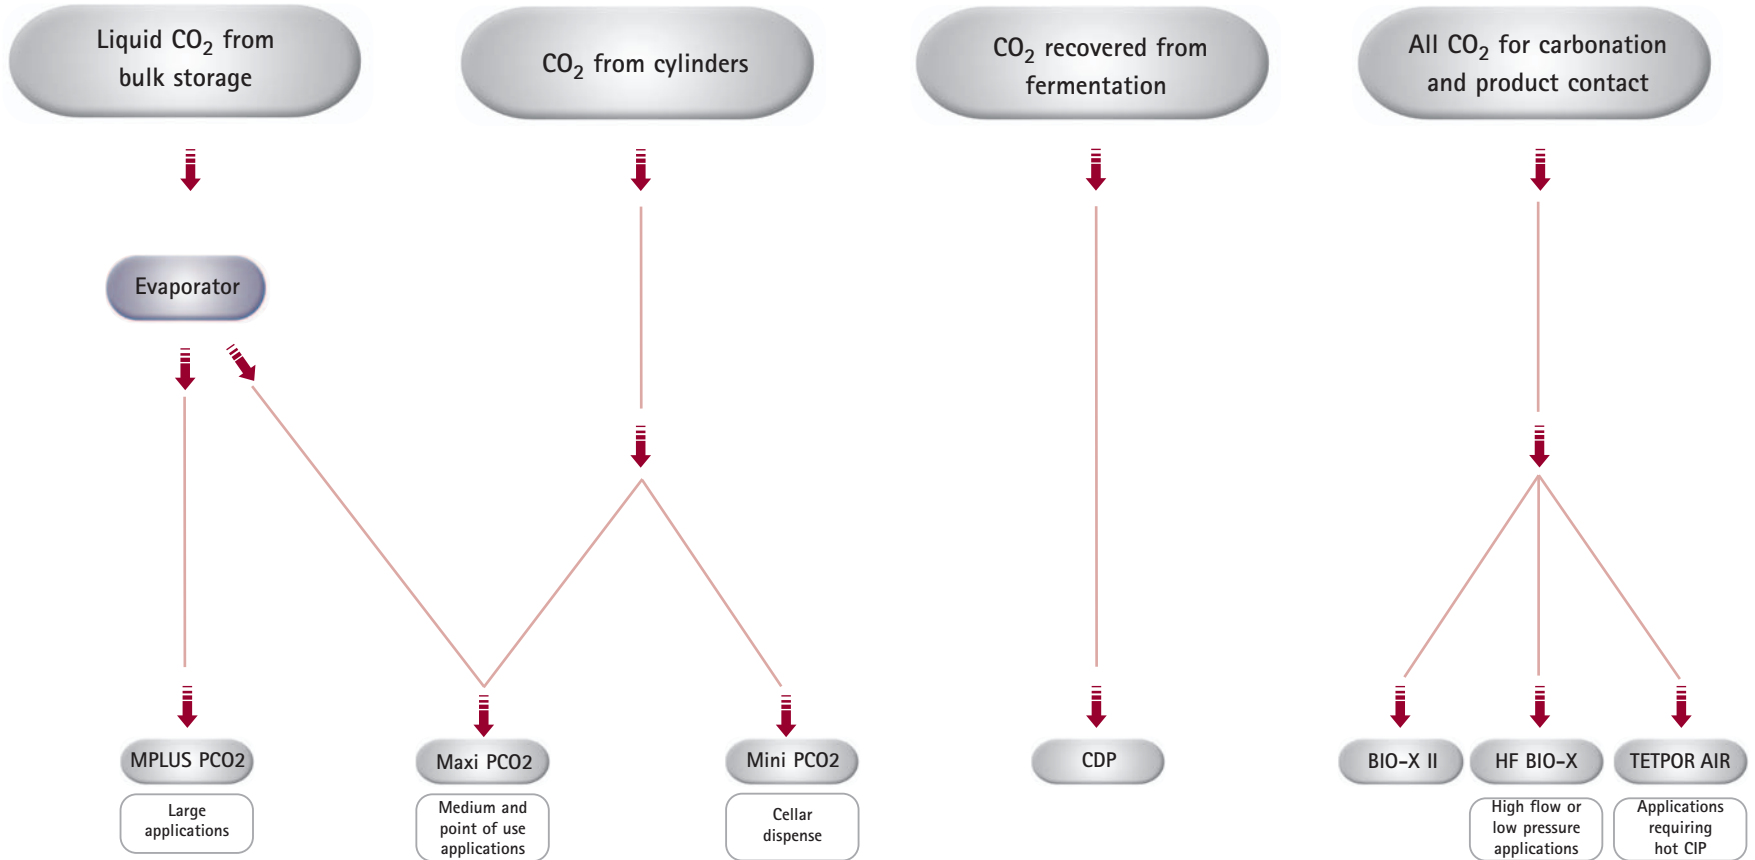 Liquid CO₂ from
bulk storage
CO₂ from cylinders
CO₂ recovered from
fermentation
All CO₂ for carbonation
and product contact
Evaporator
MPLUS PCO2
Large
applications
Maxi PCO2
Medium and
point of use
applications
Mini PCO2
Cellar
dispense
CDP
BIO-X II
HF BIO-X
High flow or
low pressure
applications
TETPOR AIR
Applications
requiring
hot CIP